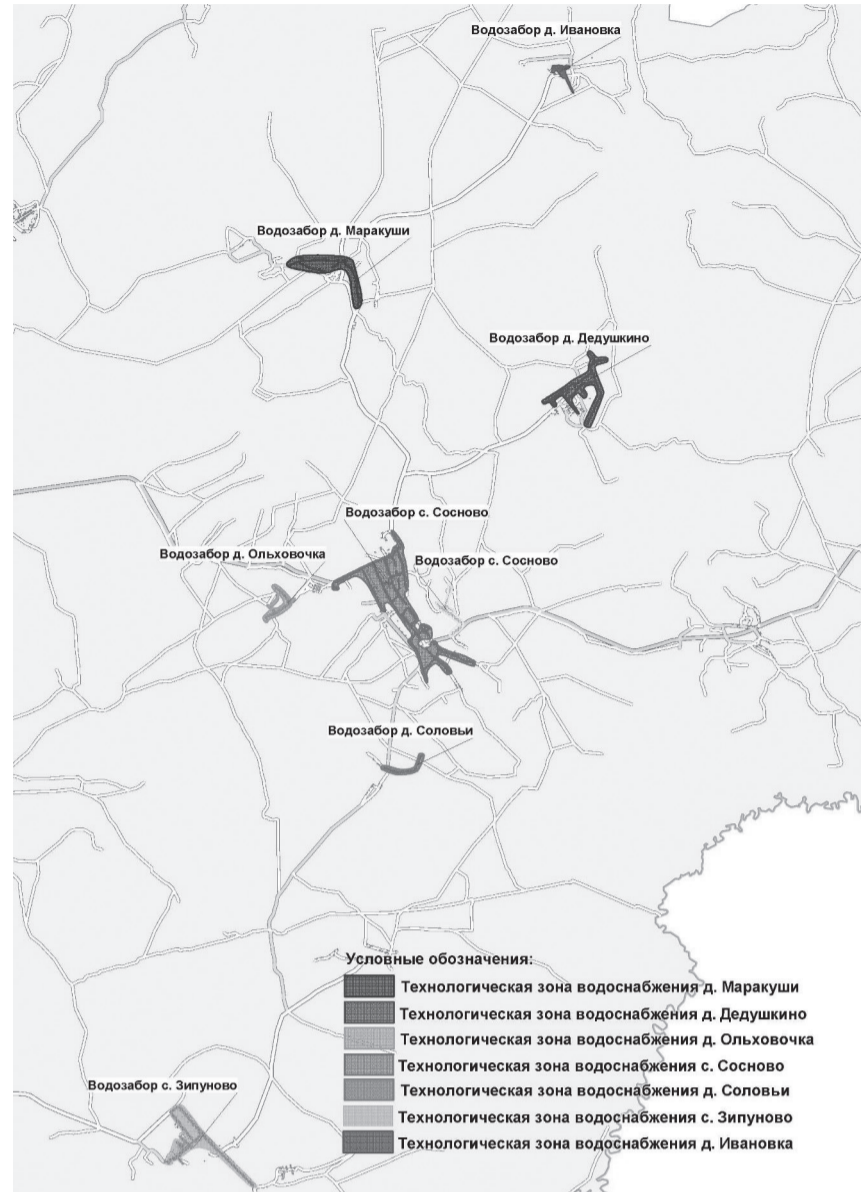 Водозабор д. Ивановка
Водозабор д. Маракуши
Водозабор д. Дедушкино
Водозабор с. Сосново
Водозабор д. Ольховочка
Водозабор с. Сосново
Водозабор д. Соловьи
Водозабор с. Зипуново
Условные обозначения:
Технологическая зона водоснабжения д. Маракуши
Технологическая зона водоснабжения д. Дедушкино
Технологическая зона водоснабжения д. Ольховочка
Технологическая зона водоснабжения с. Сосново
Технологическая зона водоснабжения д. Соловьи
Технологическая зона водоснабжения с. Зипуново
Технологическая зона водоснабжения д. Ивановка